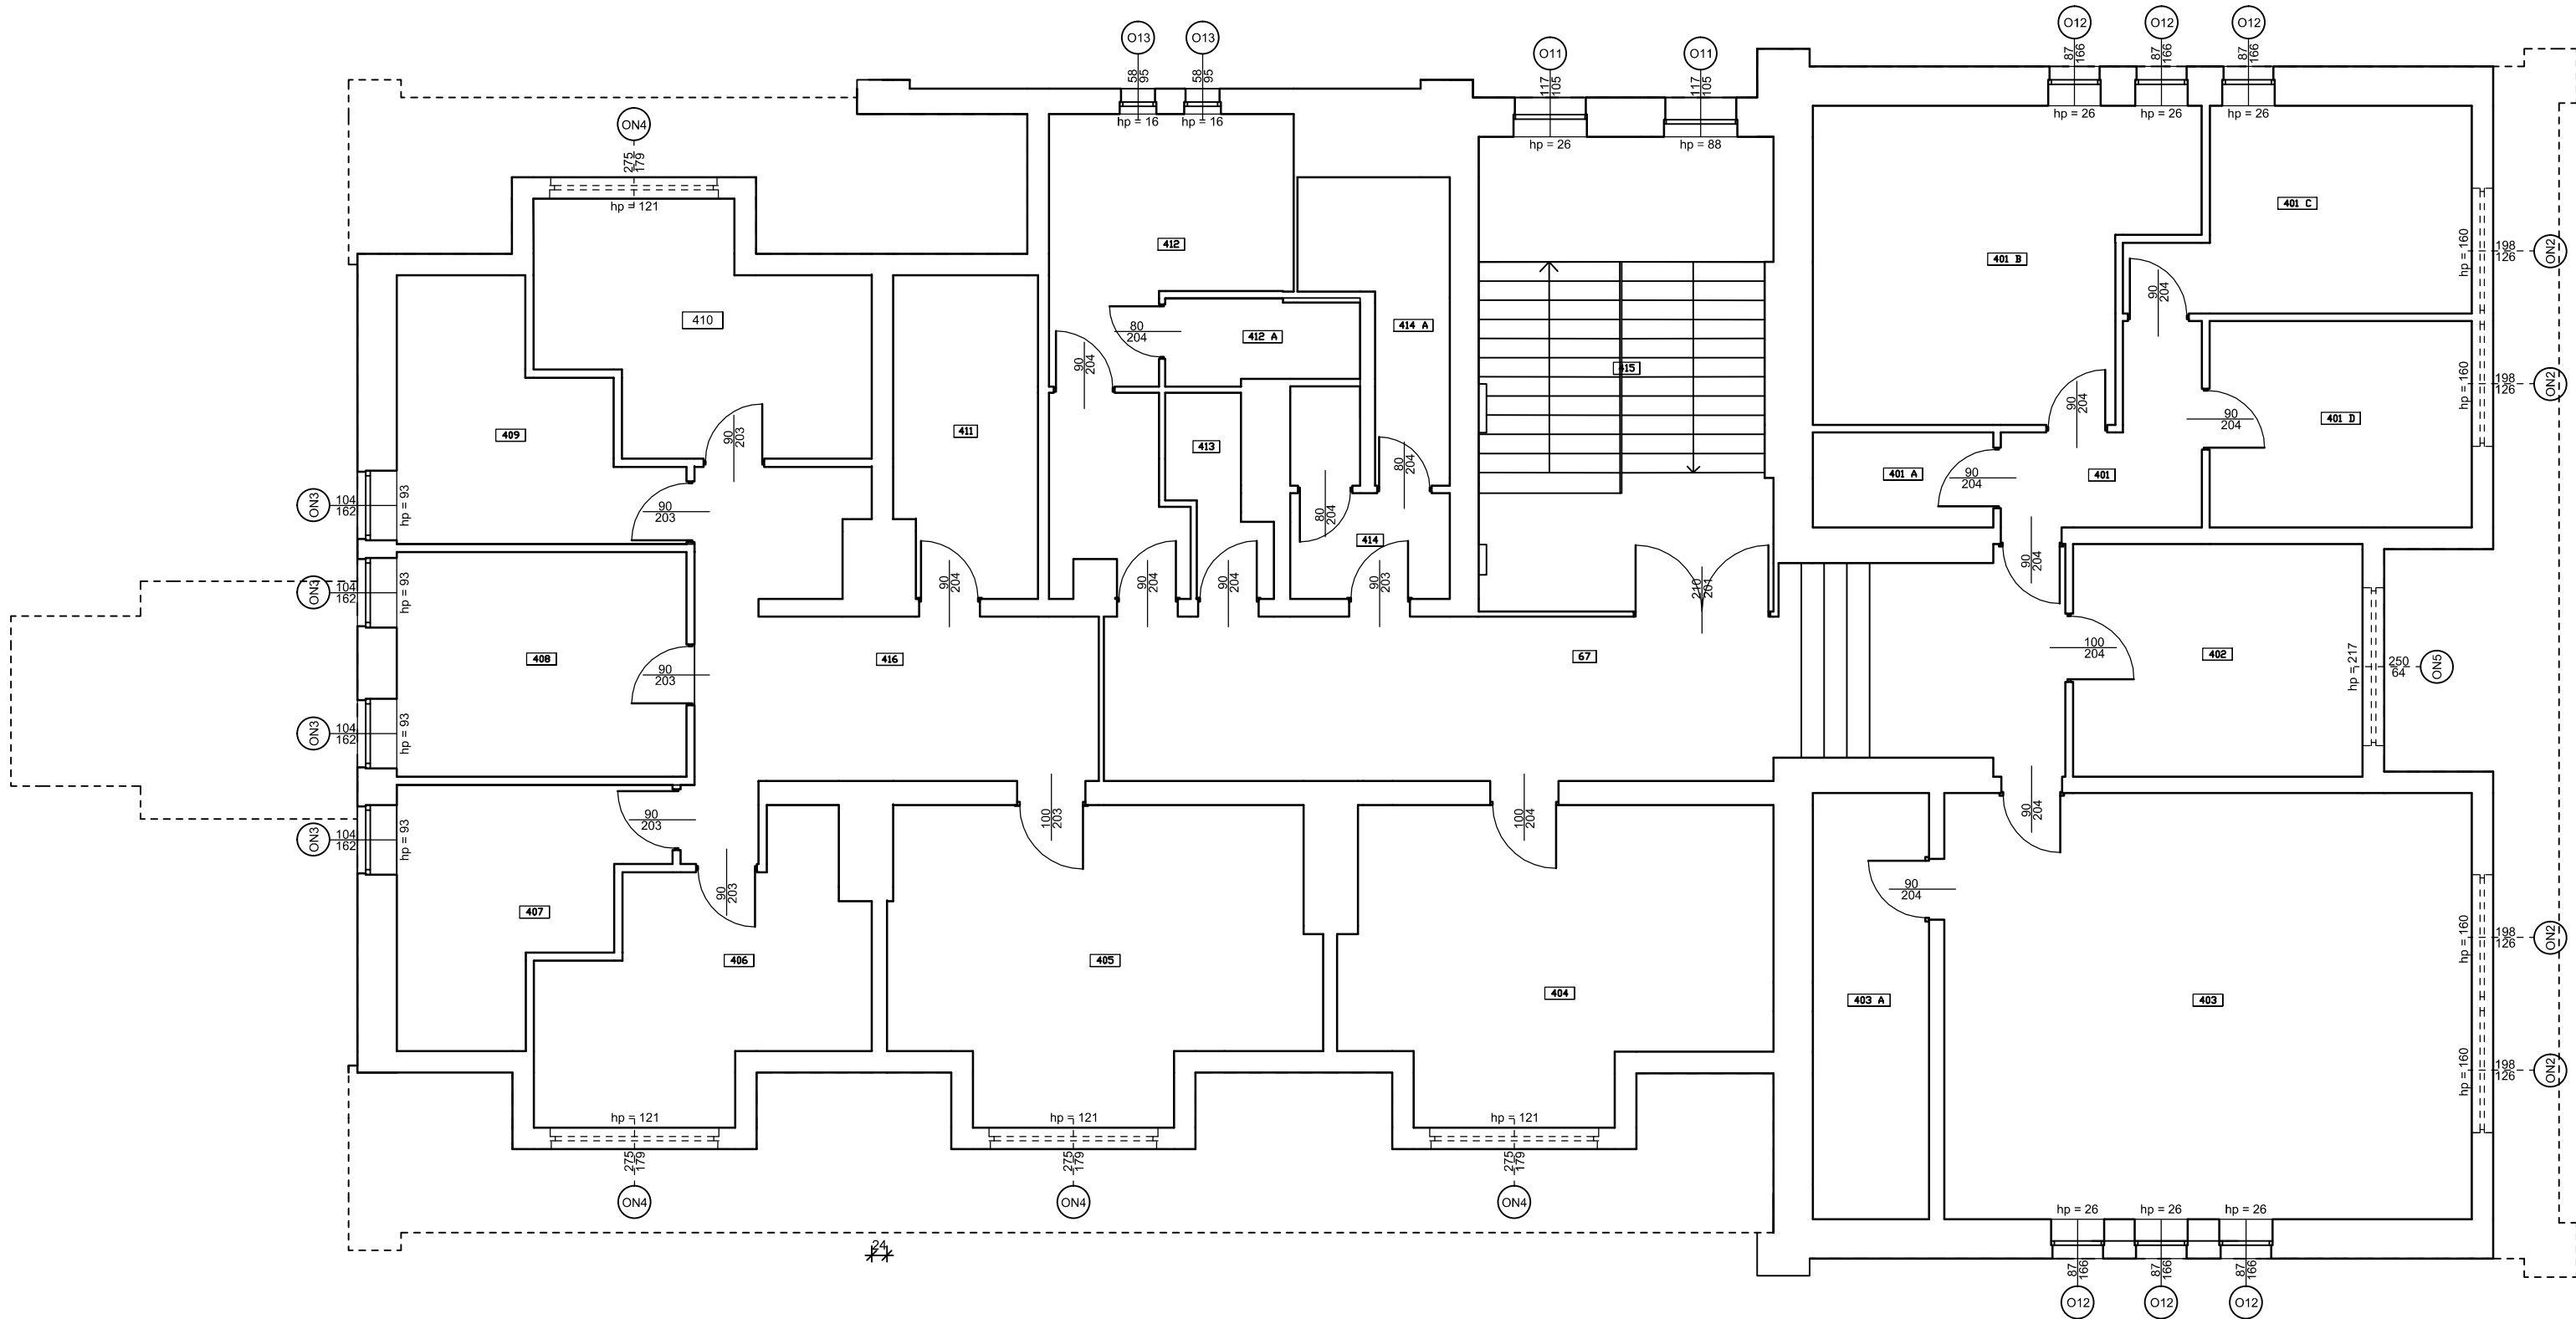 O12
O12
O12
87
166
87
166
87
166
hp = 26
hp = 26
hp = 26
O13
O13
58
95
58
95
hp = 16
hp = 16
O11
O11
117
105
117
105
hp = 26
hp = 88
ON4
275
179
hp = 121
401 C
401 B
412
hp = 160
198
126
ON2
410
90
204
80
204
412 A
414 A
90
204
415
hp = 160
198
126
ON2
90
204
90
204
401 D
409
90
203
411
413
80
204
401 A
90
204
401
ON3
104
162
hp = 93
90
203
80
204
414
90
204
90
204
90
204
90
203
210
201
90
204
ON3
104
162
hp = 93
408
90
203
416
67
100
204
402
hp = 217
250
64
ON5
ON3
104
162
hp = 93
ON3
104
162
hp = 93
90
203
100
203
100
204
90
204
90
203
90
204
407
406
405
404
403 A
403
hp = 160
198
126
ON2
hp = 160
198
126
ON2
hp = 121
hp = 121
hp = 121
275
179
275
179
275
179
ON4
ON4
ON4
24
hp = 26
hp = 26
hp = 26
87
166
87
166
87
166
O12
O12
O12